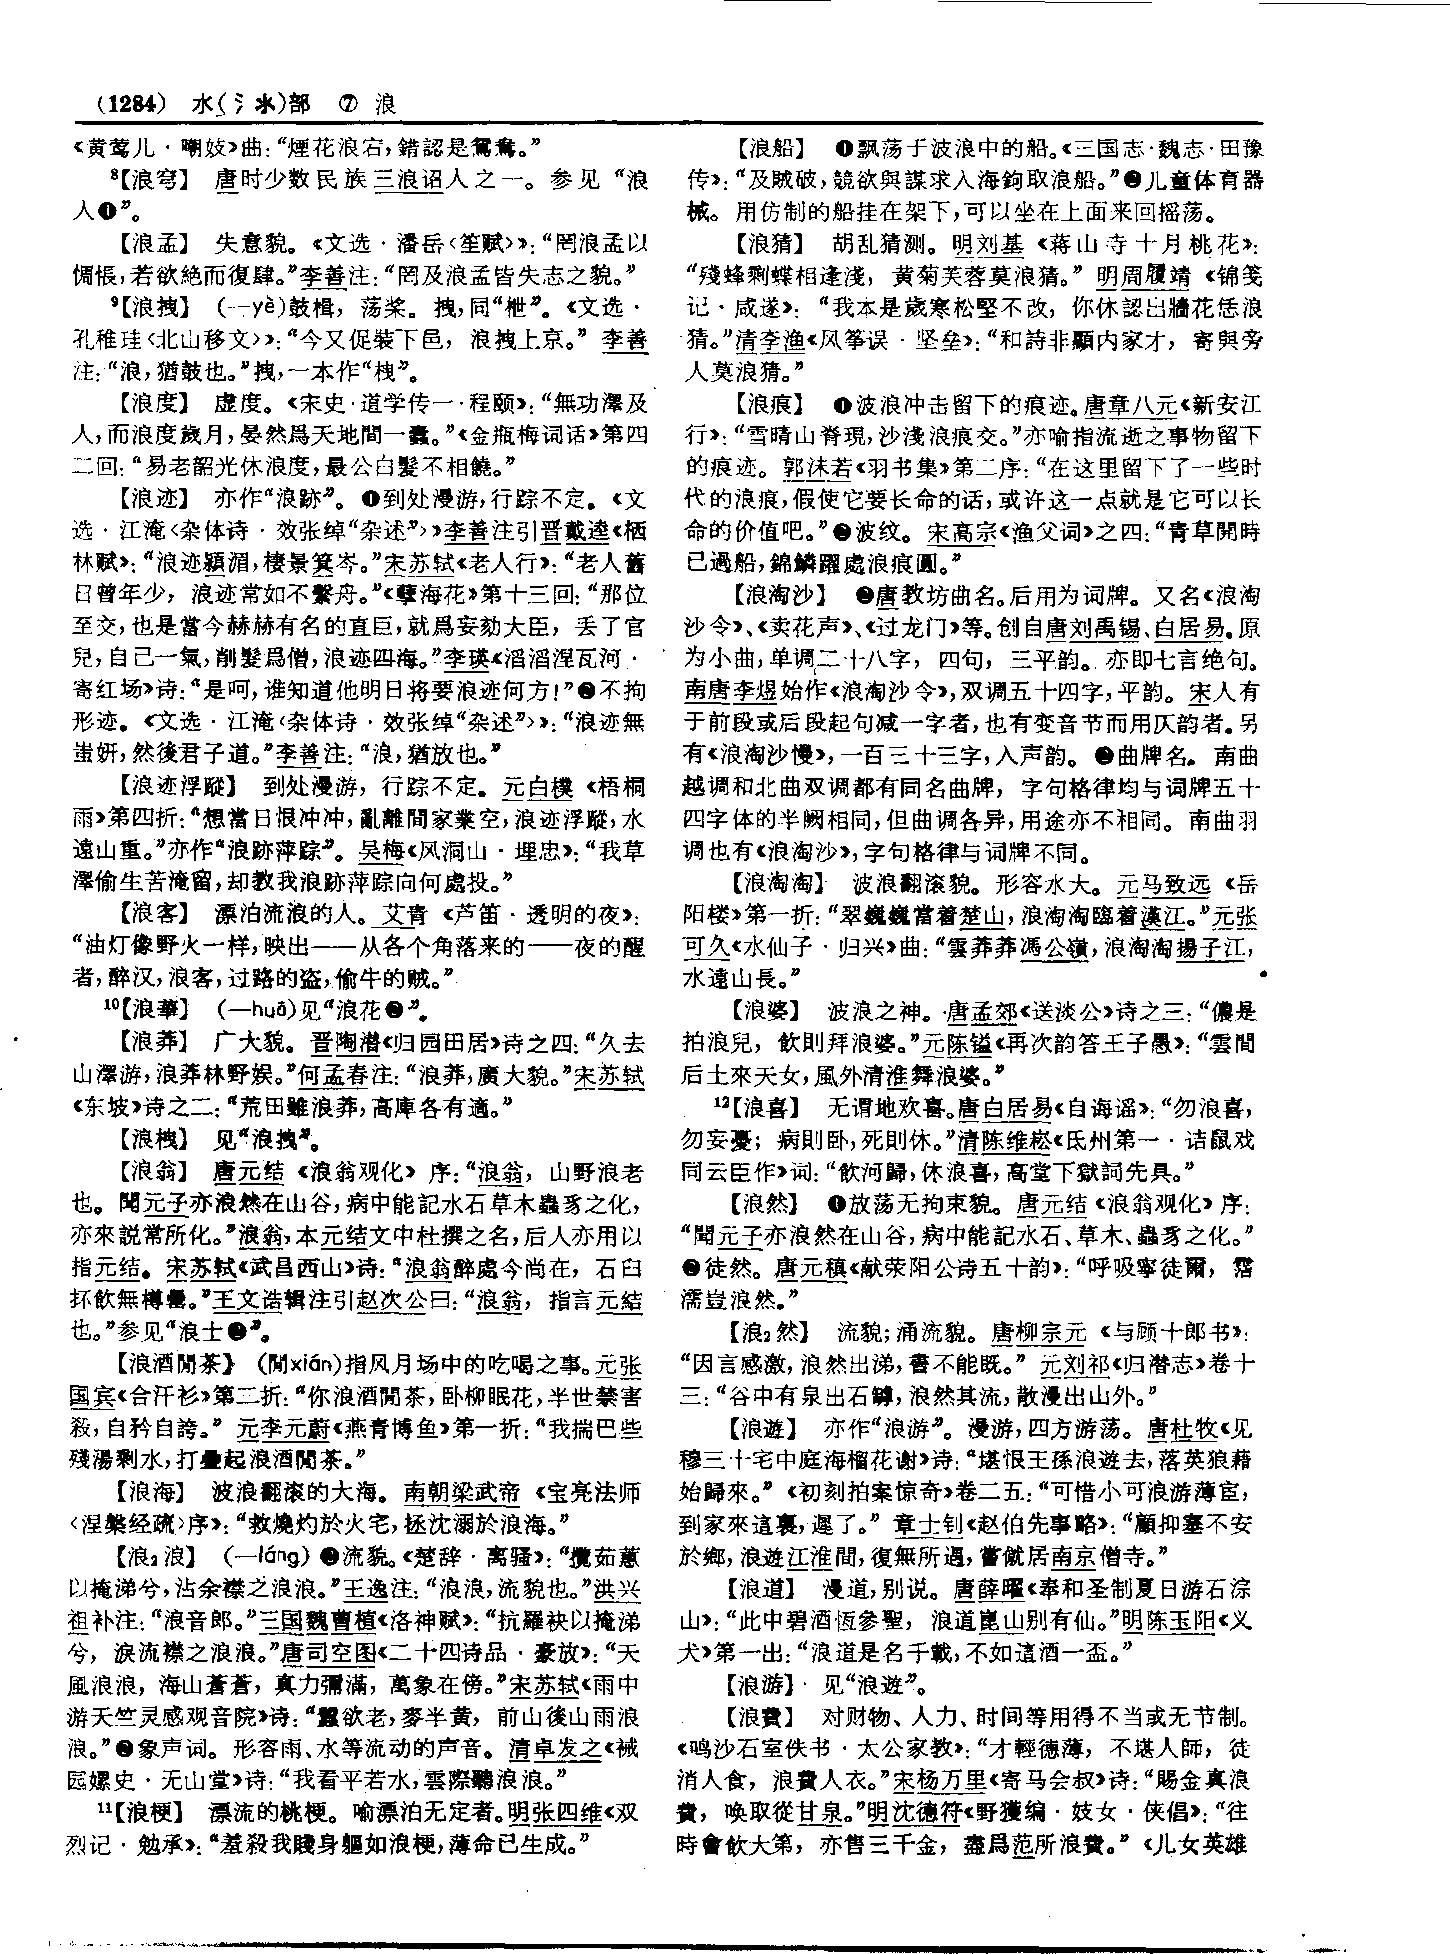 (1284) 水(氵氺)部 ⑦ 浪
《黄莺儿·嘲妓》曲：“煙花浪宕，錯認是鴛鴦。”
8【浪穹】 唐时少数民族三浪诏人之一。参见“浪
人❶”。
【浪孟】 失意貌。《文选·潘岳〈笙赋〉》：“罔浪孟以
惆悵，若欲絶而復肆。”李善注：“罔及浪孟皆失志之貌。”
9【浪拽】 (—yè)鼓楫，荡桨。拽，同“枻”。《文选·
孔稚珪〈北山移文〉》：“今又促裝下邑，浪拽上京。”李善
注：“浪，猶鼓也。”拽，一本作“栧”。
【浪度】 虚度。《宋史·道学传一·程颐》：“無功澤及
人，而浪度歲月，晏然爲天地間一蠹。”《金瓶梅词话》第四
二回：“易老韶光休浪度，最公白髮不相饒。”
【浪迹】 亦作“浪跡”。❶到处漫游，行踪不定。《文
选·江淹〈杂体诗·效张绰“杂述”〉》李善注引晋戴逵《栖
林赋》：“浪迹潁湄，棲景箕岑。”宋苏轼《老人行》：“老人舊
日曾年少，浪迹常如不繫舟。”《孽海花》第十三回：“那位
至交，也是當今赫赫有名的直臣，就爲妄劾大臣，丢了官
兒，自己一氣，削髮爲僧，浪迹四海。”李瑛《滔滔涅瓦河·
寄红场》诗：“是呵，谁知道他明日将要浪迹何方！”❷不拘
形迹。《文选·江淹〈杂体诗·效张绰“杂述”〉》：“浪迹無
蚩妍，然後君子道。”李善注：“浪，猶放也。”
【浪迹浮蹤】 到处漫游，行踪不定。元白樸《梧桐
雨》第四折：“想當日恨冲冲，亂離間家業空，浪迹浮蹤，水
遠山重。”亦作“浪跡萍踪”。吴梅《风洞山·埋忠》：“我草
澤偷生苦淹留，却教我浪跡萍踪向何處投。”
【浪客】 漂泊流浪的人。艾青《芦笛·透明的夜》：
“油灯像野火一样，映出——从各个角落来的——夜的醒
者，醉汉，浪客，过路的盗，偷牛的贼。”
10【浪華】 (—huā)见“浪花❷”。
【浪莽】 广大貌。晋陶潜《归园田居》诗之四：“久去
山澤游，浪莽林野娱。”何孟春注：“浪莽，廣大貌。”宋苏轼
《东坡》诗之二：“荒田雖浪莽，高庳各有適。”
【浪栧】 见“浪拽”。
【浪翁】 唐元结《浪翁观化》序：“浪翁，山野浪老
也。聞元子亦浪然在山谷，病中能記水石草木蟲豸之化，
亦來説常所化。”浪翁，本元结文中杜撰之名，后人亦用以
指元结。宋苏轼《武昌西山》诗：“浪翁醉處今尚在，石臼
抔飲無樽罍。”王文诰辑注引赵次公曰：“浪翁，指言元結
也。”参见“浪士❷”。
【浪酒閒茶】 (閒xián)指风月场中的吃喝之事。元张
国宾《合汗衫》第二折：“你浪酒閒茶，卧柳眠花，半世禁害
殺，自矜自誇。”元李元蔚《燕青博鱼》第一折：“我揣巴些
殘湯剩水，打疊起浪酒閒茶。”
【浪海】 波浪翻滚的大海。南朝梁武帝《宝亮法师
〈涅槃经疏〉序》：“救燒灼於火宅，拯沈溺於浪海。”
【浪2浪】 (—láng)❶流貌。《楚辞·离骚》：“攬茹蕙
以掩涕兮，沾余襟之浪浪。”王逸注：“浪浪，流貌也。”洪兴
祖补注：“浪音郎。”三国魏曹植《洛神赋》：“抗羅袂以掩涕
兮，淚流襟之浪浪。”唐司空图《二十四诗品·豪放》：“天
風浪浪，海山蒼蒼，真力彌滿，萬象在傍。”宋苏轼《雨中
游天竺灵感观音院》诗：“蠶欲老，麥半黄，前山後山雨浪
浪。”❷象声词。形容雨、水等流动的声音。清卓发之《裓
园嫘史·无山堂》诗：“我看平若水，雲際聽浪浪。”
11【浪梗】 漂流的桃梗。喻漂泊无定者。明张四维《双
烈记·勉承》：“羞殺我賤身軀如浪梗，薄命已生成。”
【浪船】 ❶飘荡于波浪中的船。《三国志·魏志·田豫
传》：“及賊破，競欲與謀求入海鉤取浪船。”❷儿童体育器
械。用仿制的船挂在架下，可以坐在上面来回摇荡。
【浪猜】 胡乱猜测。明刘基《蒋山寺十月桃花》：
“殘蜂剩蝶相逢淺，黄菊芙蓉莫浪猜。”明周履靖《锦笺
记·咸遂》：“我本是歲寒松堅不改，你休認出牆花恁浪
猜。”清李渔《风筝误·坚垒》：“和詩非顯内家才，寄與旁
人莫浪猜。”
【浪痕】 ❶波浪冲击留下的痕迹。唐章八元《新安江
行》：“雪晴山脊現，沙淺浪痕交。”亦喻指流逝之事物留下
的痕迹。郭沫若《羽书集》第二序：“在这里留下了一些时
代的浪痕，假使它要长命的话，或许这一点就是它可以长
命的价值吧。”❷波纹。宋高宗《渔父词》之四：“青草開時
已過船，錦鱗躍處浪痕圓。”
【浪淘沙】 ❶唐教坊曲名。后用为词牌。又名《浪淘
沙令》、《卖花声》、《过龙门》等。创自唐刘禹锡、白居易。原
为小曲，单调二十八字，四句，三平韵。亦即七言绝句。
南唐李煜始作《浪淘沙令》，双调五十四字，平韵。宋人有
于前段或后段起句减一字者，也有变音节而用仄韵者。另
有《浪淘沙慢》，一百三十三字，入声韵。❷曲牌名。南曲
越调和北曲双调都有同名曲牌，字句格律均与词牌五十
四字体的半阙相同，但曲调各异，用途亦不相同。南曲羽
调也有《浪淘沙》，字句格律与词牌不同。
【浪淘淘】 波浪翻滚貌。形容水大。元马致远《岳
阳楼》第一折：“翠巍巍當着楚山，浪淘淘臨着漢江。”元张
可久《水仙子·归兴》曲：“雲莽莽馮公嶺，浪淘淘揚子江，
水遠山長。”
【浪婆】 波浪之神。唐孟郊《送淡公》诗之三：“儂是
拍浪兒，飲則拜浪婆。”元陈镒《再次韵答王子愚》：“雲間
后土來天女，風外清淮舞浪婆。”
12【浪喜】 无谓地欢喜。唐白居易《自诲谣》：“勿浪喜，
勿妄憂；病則卧，死則休。”清陈维崧《氐州第一·诘鼠戏
同云臣作》词：“飲河歸，休浪喜，高堂下獄詞先具。”
【浪然】 ❶放荡无拘束貌。唐元结《浪翁观化》序：
“聞元子亦浪然在山谷，病中能記水石、草木、蟲豸之化。”
❷徒然。唐元稹《献荥阳公诗五十韵》：“呼吸寧徒爾，霑
濡豈浪然。”
【浪2然】 流貌；涌流貌。唐柳宗元《与顾十郎书》：
“因言感激，浪然出涕，書不能既。”元刘祁《归潜志》卷十
三：“谷中有泉出石罅，浪然其流，散漫出山外。”
【浪遊】 亦作“浪游”。漫游，四方游荡。唐杜牧《见
穆三十宅中庭海榴花谢》诗：“堪恨王孫浪遊去，落英狼藉
始歸來。”《初刻拍案惊奇》卷二五：“可惜小可浪游薄宦，
到家來這裏，遲了。”章士钊《赵伯先事略》：“顧抑塞不安
於鄉，浪遊江淮間，復無所遇，嘗僦居南京僧寺。”
【浪道】 漫道，别说。唐薛曜《奉和圣制夏日游石淙
山》：“此中碧酒恆參聖，浪道崑山别有仙。”明陈玉阳《义
犬》第一出：“浪道是名千載，不如這酒一盃。”
【浪游】 见“浪遊”。
【浪費】 对财物、人力、时间等用得不当或无节制。
《鸣沙石室佚书·太公家教》：“才輕德薄，不堪人師，徒
消人食，浪費人衣。”宋杨万里《寄马会叔》诗：“賜金真浪
費，唤取從甘泉。”明沈德符《野獲编·妓女·侠倡》：“往
時會飲大第，亦售三千金，盡爲范所浪費。”《儿女英雄